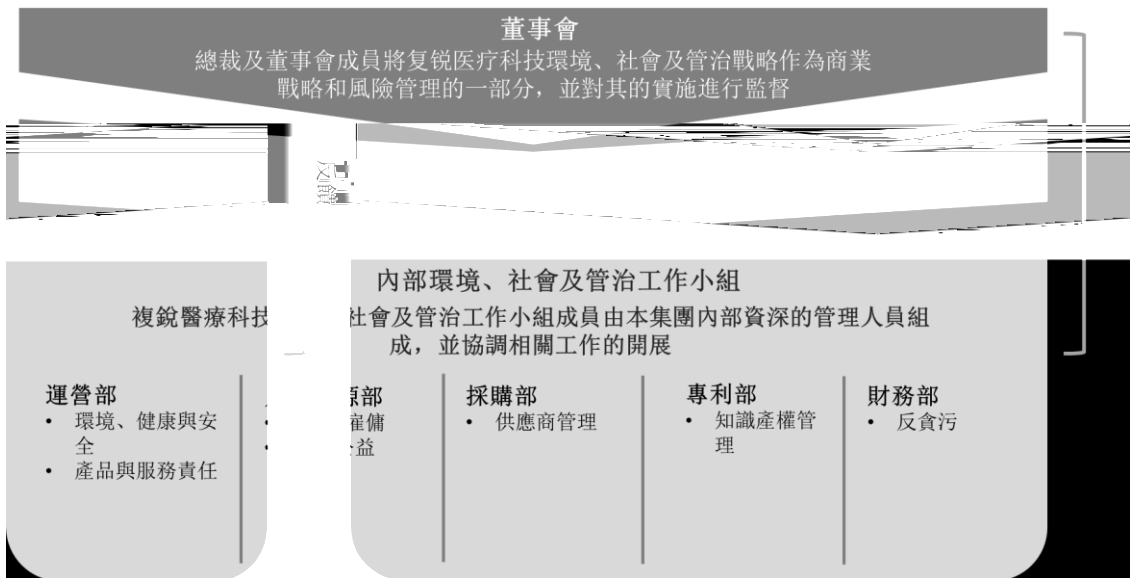 董事會
總裁及董事會成員將复锐医疗科技環境、社會及管治戰略作為商業
戰略和風險管理的一部分，並對其的實施進行監督
內部環境、社會及管治工作小組
複銳醫療科技 社會及管治工作小組成員由本集團內部資深的管理人員組
成，並協調相關工作的開展
運營部
• 環境、健康與安
全
• 產品與服務責任
源部
雇傭
公益
採購部
• 供應商管理
專利部
• 知識產權管
理
財務部
• 反貪污